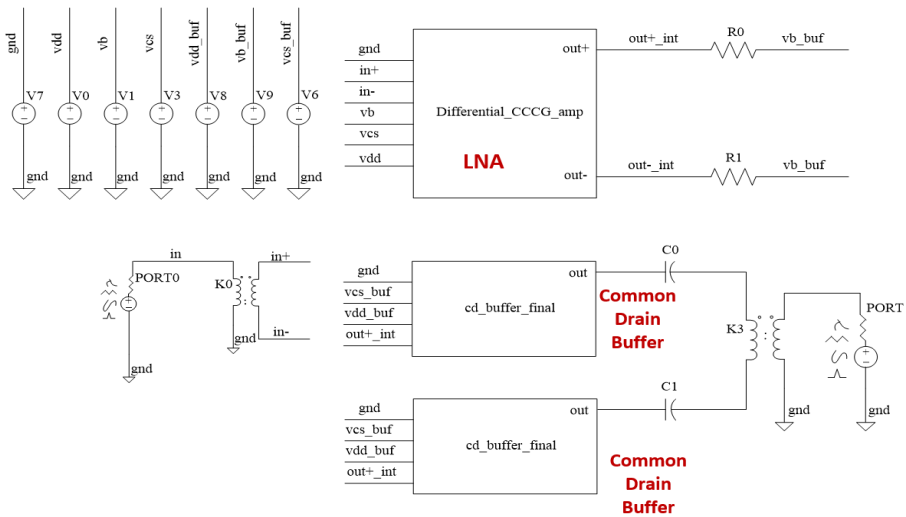 gnd
vdd
vb
vcs
vdd_buf
vb_buf
vcs_buf
V7
V0
V1
V3
V8
V9
V6
gnd
gnd
gnd
gnd
gnd
gnd
gnd
gnd
in+
in-
vb
vcs
vdd
out+
Differential_CCCG_amp
LNA
out-
out+_int
R0
vb_buf
out-_int
R1
vb_buf
in
PORT0
gnd
K0
gnd
in+
in-
gnd
vcs_buf
vdd_buf
out+_int
out
cd_buffer_final
C0
Common
Drain
Buffer
K3
PORT
gnd
gnd
gnd
vcs_buf
vdd_buf
out+_int
out
cd_buffer_final
C1
Common
Drain
Buffer